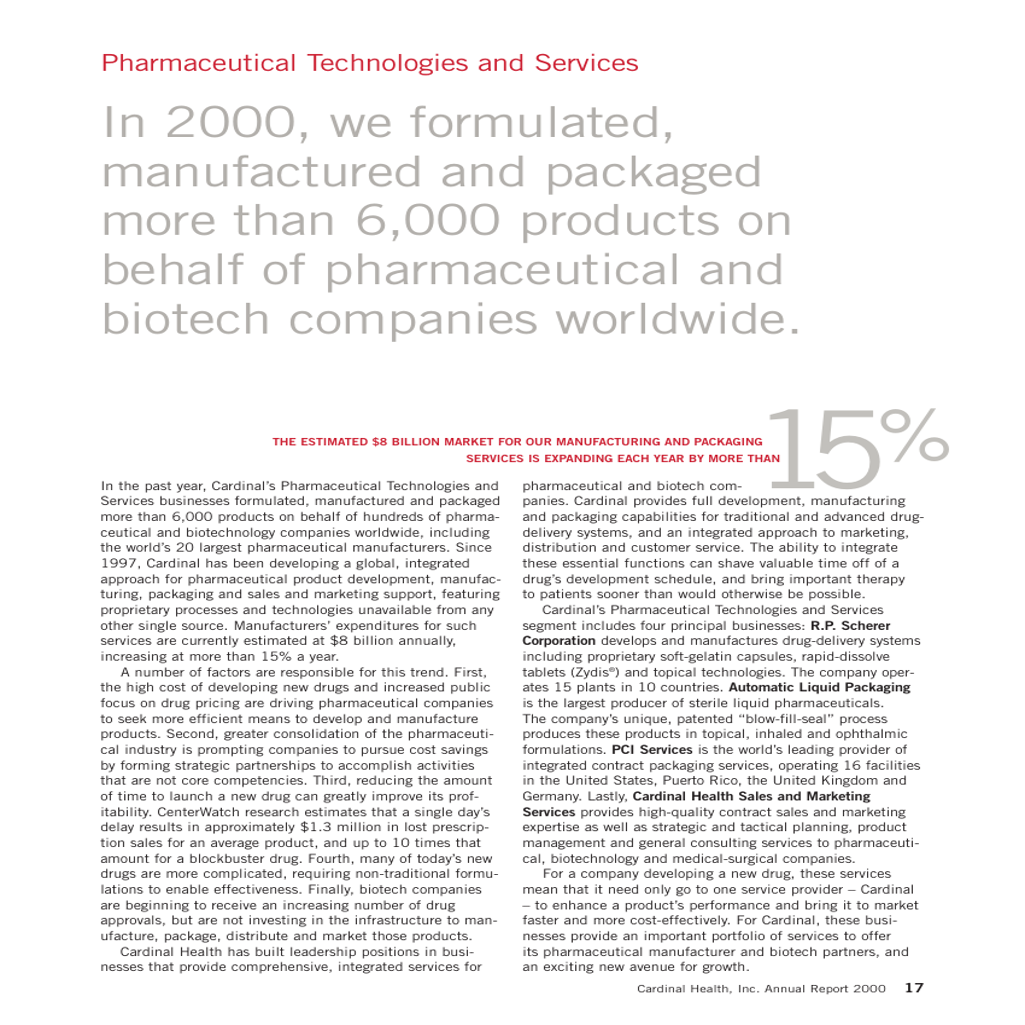 Pharmaceutical Technologies and Services
In 2000, we formulated,
manufactured and packaged
more than 6,000 products on
behalf of pharmaceutical and
biotech companies worldwide.
THE ESTIMATED $8 BILLION MARKET FOR OUR MANUFACTURING AND PACKAGING
SERVICES IS EXPANDING EACH YEAR BY MORE THAN 15%
In the past year, Cardinal's Pharmaceutical Technologies and
Services businesses formulated, manufactured and packaged
more than 6,000 products on behalf of hundreds of pharma-
ceutical and biotechnology companies worldwide, including
the world's 20 largest pharmaceutical manufacturers. Since
1997, Cardinal has been developing a global, integrated
approach for pharmaceutical product development, manufac-
turing, packaging and sales and marketing support, featuring
proprietary processes and technologies unavailable from any
other single source. Manufacturers' expenditures for such
services are currently estimated at $8 billion annually,
increasing at more than 15% a year.
A number of factors are responsible for this trend. First,
the high cost of developing new drugs and increased public
focus on drug pricing are driving pharmaceutical companies
to seek more efficient means to develop and manufacture
products. Second, greater consolidation of the pharmaceuti-
cal industry is prompting companies to pursue cost savings
by forming strategic partnerships to accomplish activities
that are not core competencies. Third, reducing the amount
of time to launch a new drug can greatly improve its prof-
itability. CenterWatch research estimates that a single day's
delay results in approximately $1.3 million in lost prescrip-
tion sales for an average product, and up to 10 times that
amount for a blockbuster drug. Fourth, many of today's new
drugs are more complicated, requiring non-traditional formu-
lations to enable effectiveness. Finally, biotech companies
are beginning to receive an increasing number of drug
approvals, but are not investing in the infrastructure to man-
ufacture, package, distribute and market those products.
Cardinal Health has built leadership positions in busi-
nesses that provide comprehensive, integrated services for
pharmaceutical and biotech com-
panies. Cardinal provides full development, manufacturing
and packaging capabilities for traditional and advanced drug-
delivery systems, and an integrated approach to marketing,
distribution and customer service. The ability to integrate
these essential functions can shave valuable time off of a
drug's development schedule, and bring important therapy
to patients sooner than would otherwise be possible.
Cardinal's Pharmaceutical Technologies and Services
segment includes four principal businesses: R.P. Scherer
Corporation develops and manufactures drug-delivery systems
including proprietary soft-gelatin capsules, rapid-dissolve
tablets (Zydis®) and topical technologies. The company oper-
ates 15 plants in 10 countries. Automatic Liquid Packaging
is the largest producer of sterile liquid pharmaceuticals.
The company's unique, patented "blow-fill-seal" process
produces these products in topical, inhaled and ophthalmic
formulations. PCI Services is the world's leading provider of
integrated contract packaging services, operating 16 facilities
in the United States, Puerto Rico, the United Kingdom and
Germany. Lastly, Cardinal Health Sales and Marketing
Services provides high-quality contract sales and marketing
expertise as well as strategic and tactical planning, product
management and general consulting services to pharmaceuti-
cal, biotechnology and medical-surgical companies.
For a company developing a new drug, these services
mean that it need only go to one service provider – Cardinal
– to enhance a product's performance and bring it to market
faster and more cost-effectively. For Cardinal, these busi-
nesses provide an important portfolio of services to offer
its pharmaceutical manufacturer and biotech partners, and
an exciting new avenue for growth.
Cardinal Health, Inc. Annual Report 2000 17